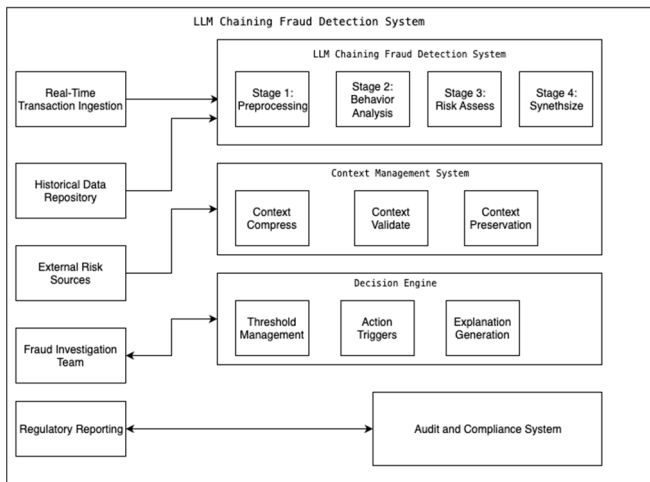 LLM Chaining Fraud Detection System
LLM Chaining Fraud Detection System
Real-Time
Transaction Ingestion
Stage 1:
Preprocessing
Stage 2:
Behavior
Analysis
Stage 3:
Risk Assess
Stage 4:
Synethsize
Historical Data
Repository
Context Management System
Context
Compress
Context
Validate
Context
Preservation
External Risk
Sources
Decision Engine
Threshold
Management
Action
Triggers
Explanation
Generation
Fraud Investigation
Team
Regulatory Reporting
Audit and Compliance System